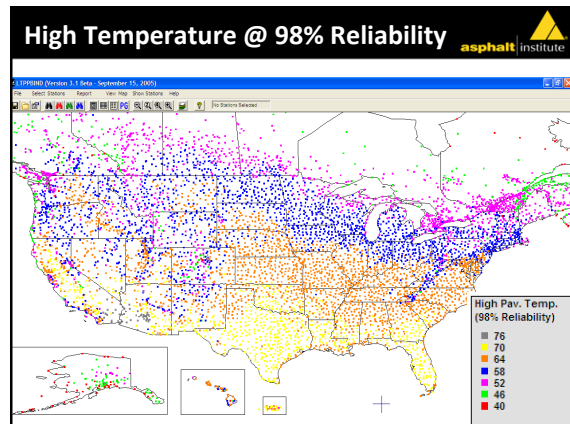 High Temperature @ 98% Reliability
asphalt institute
LTPPBIND (Version 3.1 Beta - September 15, 2005)
File Select Stations Report View Map Show Stations Help
PG
No Stations Selected
High Pav. Temp.
(98% Reliability)
76
70
64
58
52
46
40